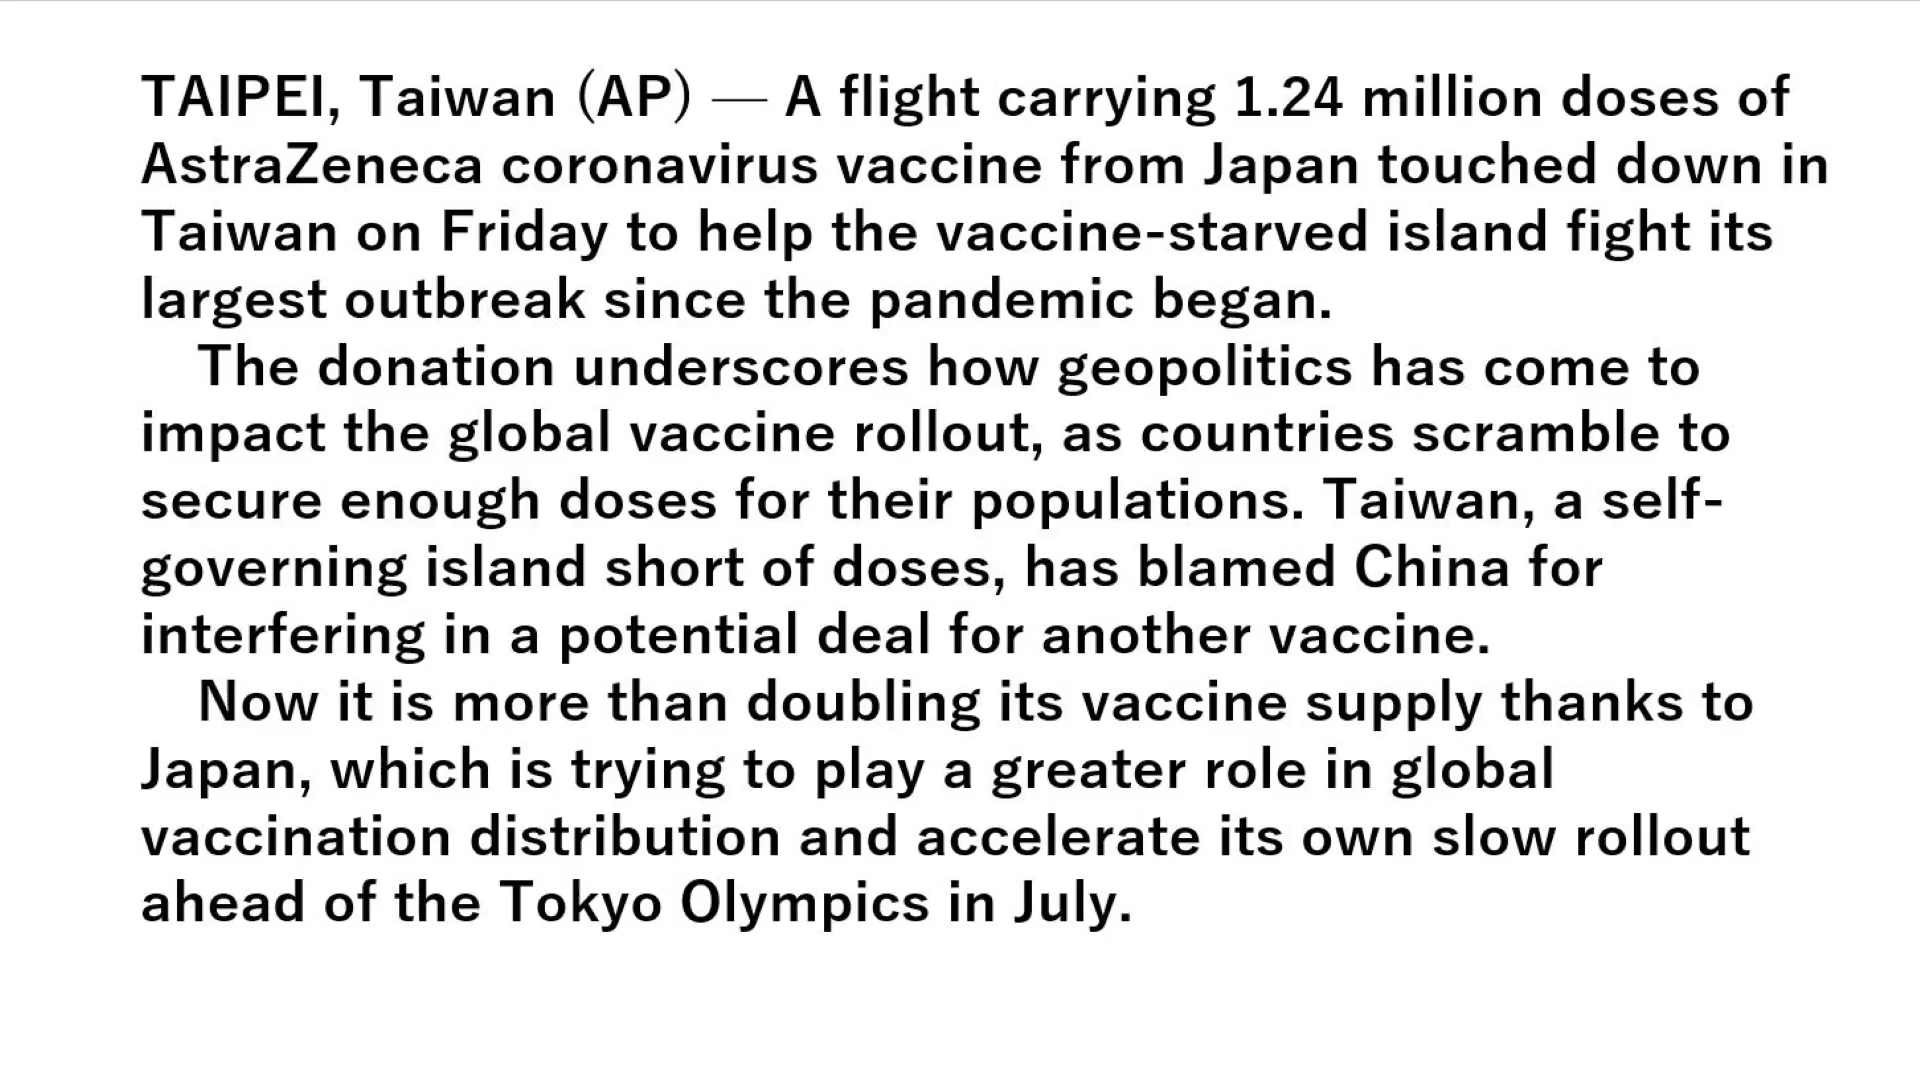 TAIPEI, Taiwan (AP) — A flight carrying 1.24 million doses of
AstraZeneca coronavirus vaccine from Japan touched down in
Taiwan on Friday to help the vaccine-starved island fight its
largest outbreak since the pandemic began.
The donation underscores how geopolitics has come to
impact the global vaccine rollout, as countries scramble to
secure enough doses for their populations. Taiwan, a self-
governing island short of doses, has blamed China for
interfering in a potential deal for another vaccine.
Now it is more than doubling its vaccine supply thanks to
Japan, which is trying to play a greater role in global
vaccination distribution and accelerate its own slow rollout
ahead of the Tokyo Olympics in July.